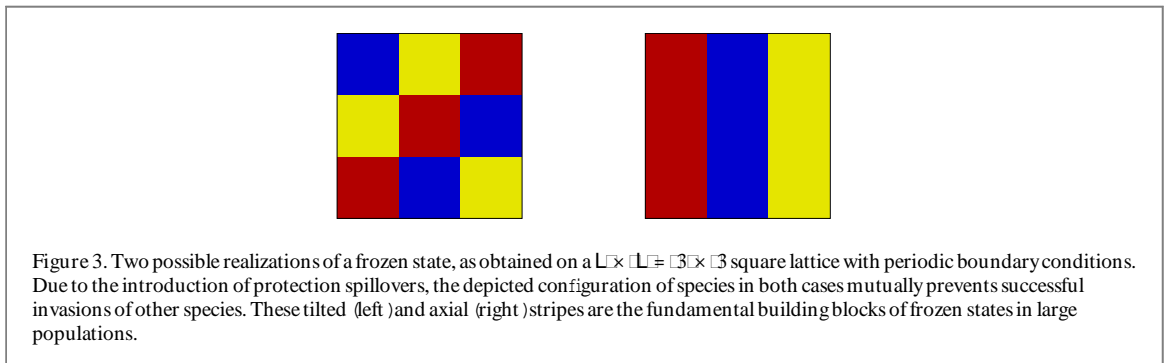 Figure 3. Two possible realizations of a frozen state, as obtained on a L□× □L□= □3□× □3 square lattice with periodic boundary conditions.
Due to the introduction of protection spillovers, the depicted configuration of species in both cases mutually prevents successful
invasions of other species. These tilted (left )and axial (right )stripes are the fundamental building blocks of frozen states in large
populations.